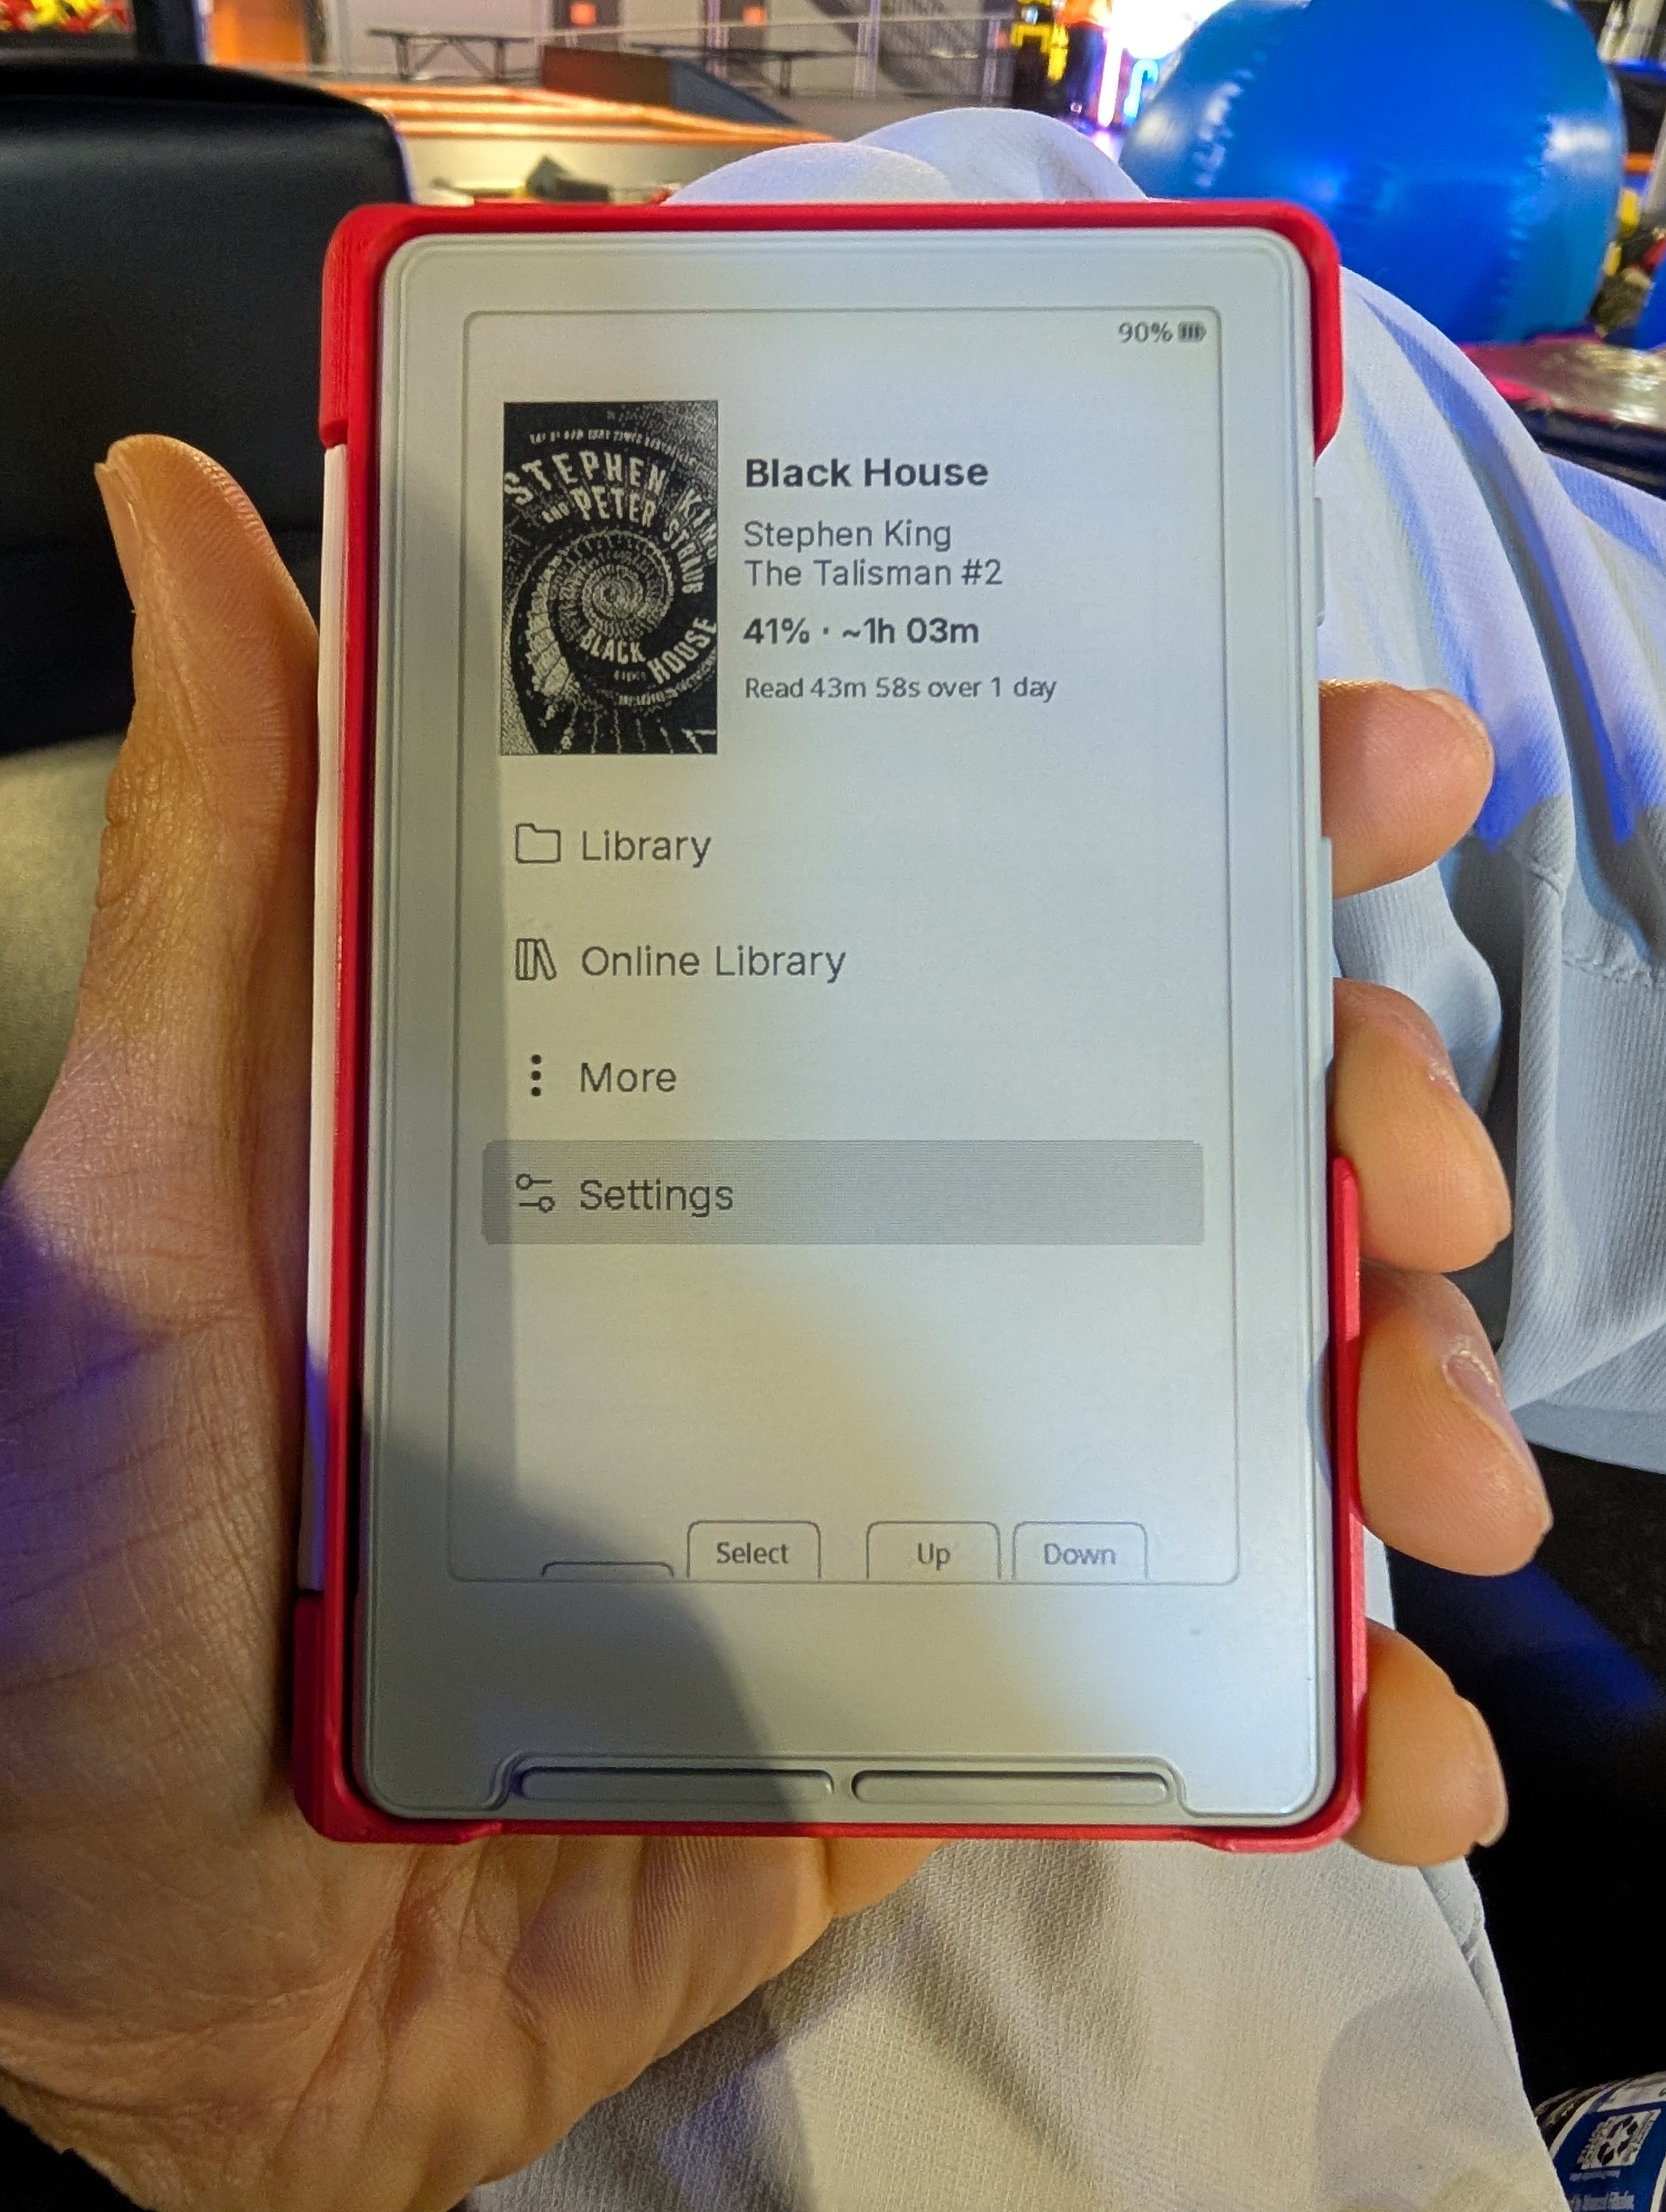 90%
STEPHEN KING
AND PETER STRAUB
BLACK HOUSE
Black House
Stephen King
The Talisman #2
41% · ~1h 03m
Read 43m 58s over 1 day
Library
Online Library
More
Settings
Select Up Down